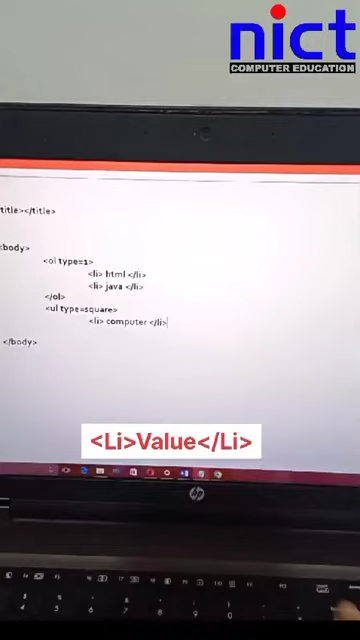 nict
COMPUTER EDUCATION
title></title>
<body>
<ol type=1>
<li> html </li>
<li> java </li>
</ol>
<ul type=square>
<li> computer </li>
</body>
<Li>Value</Li>
hp